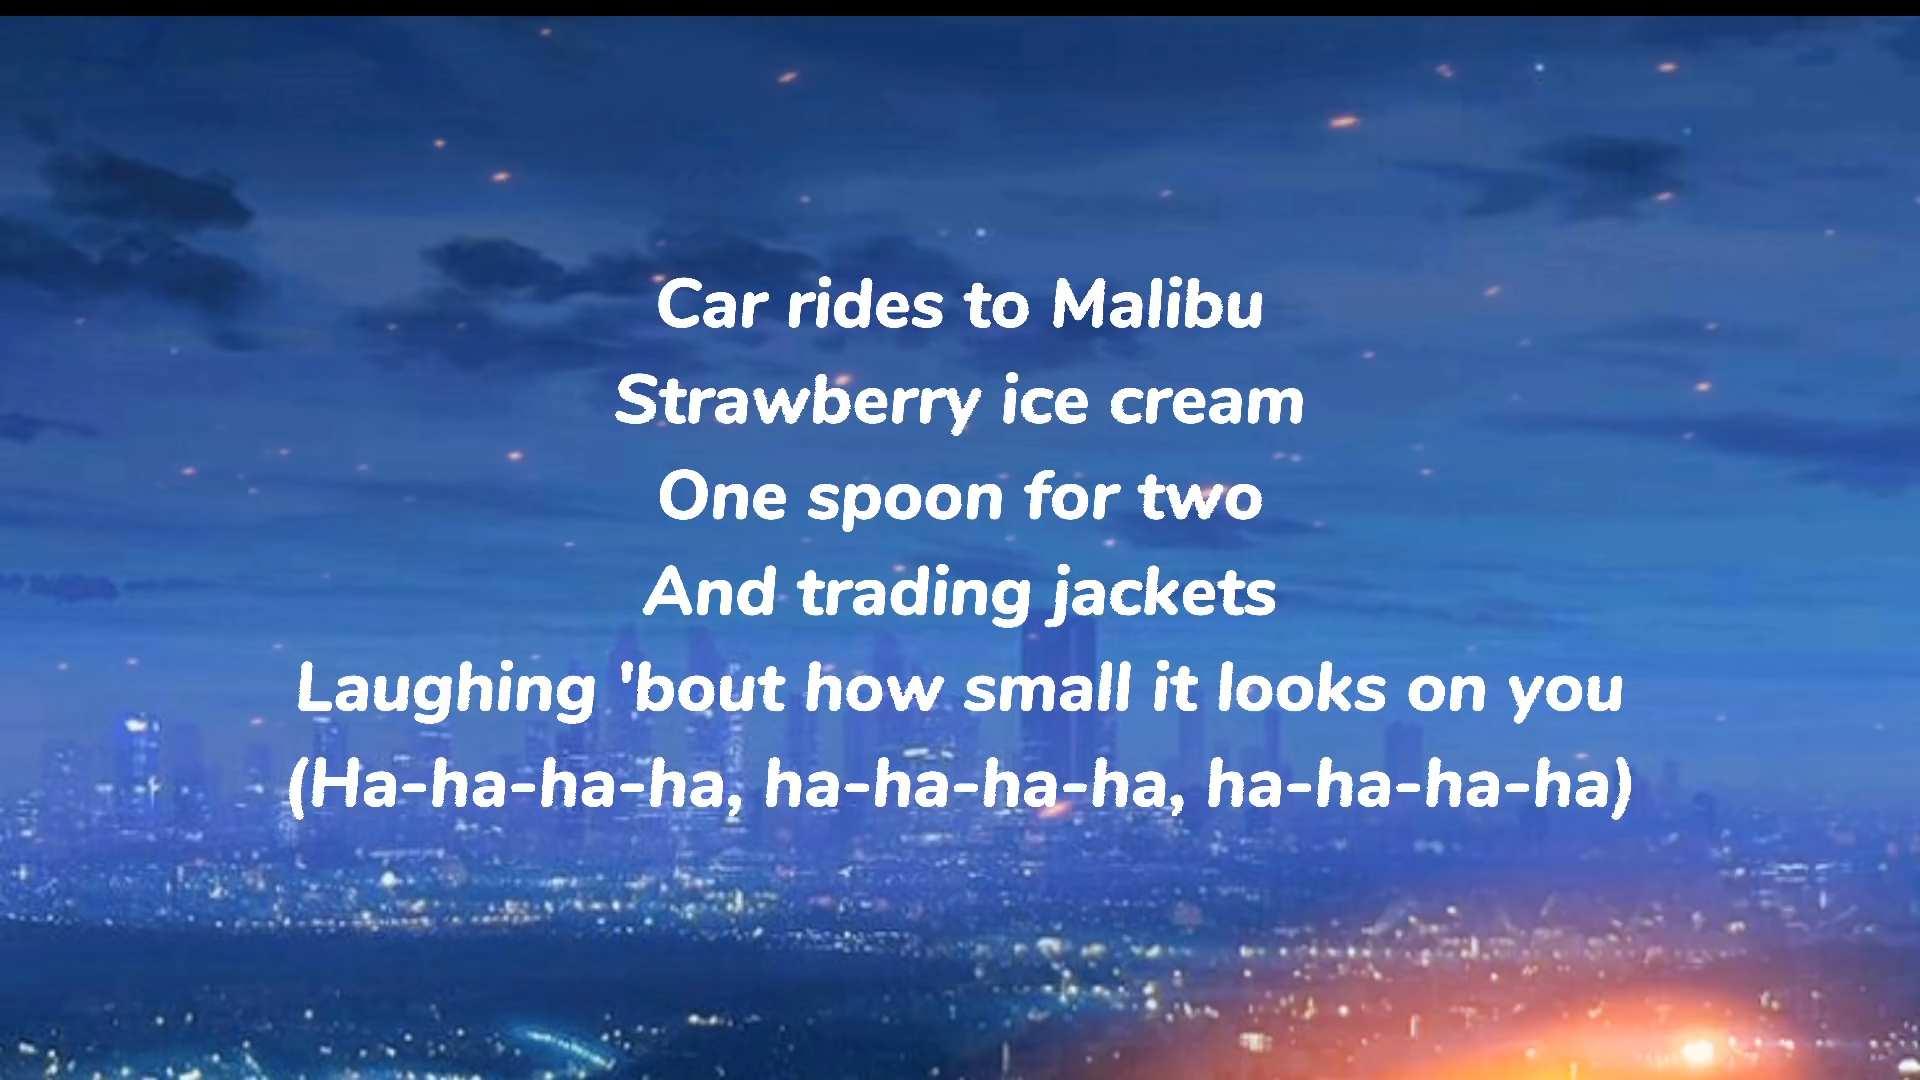 Car rides to Malibu
Strawberry ice cream
One spoon for two
And trading jackets
Laughing 'bout how small it looks on you
(Ha-ha-ha-ha, ha-ha-ha-ha, ha-ha-ha-ha)